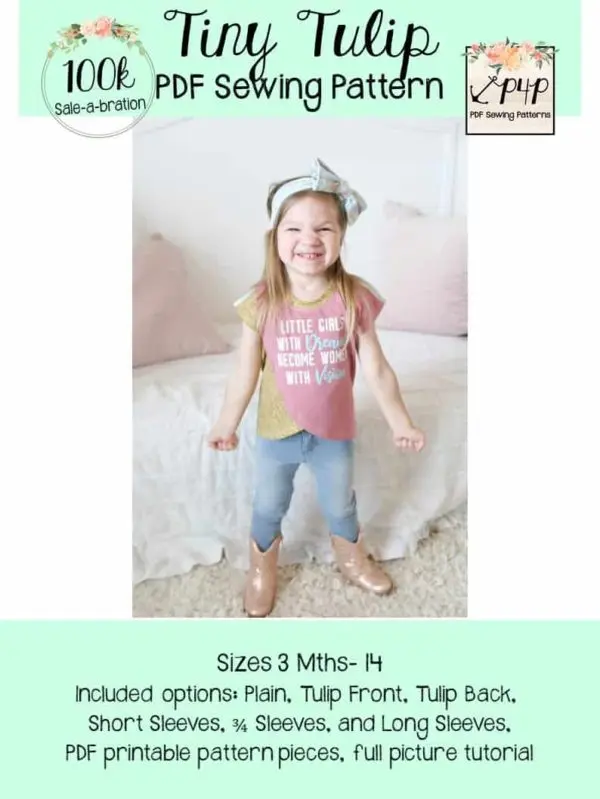 Tiny Tulip
100k
Sale-a-bration
PDF Sewing Pattern
P4P
PDF Sewing Patterns
LITTLE GIRLS
WITH Dream
BECOME WOME
WITH Vision
Sizes 3 Mths- 14
Included options: Plain, Tulip Front, Tulip Back,
Short Sleeves, ¾ Sleeves, and Long Sleeves,
PDF printable pattern pieces, full picture tutorial